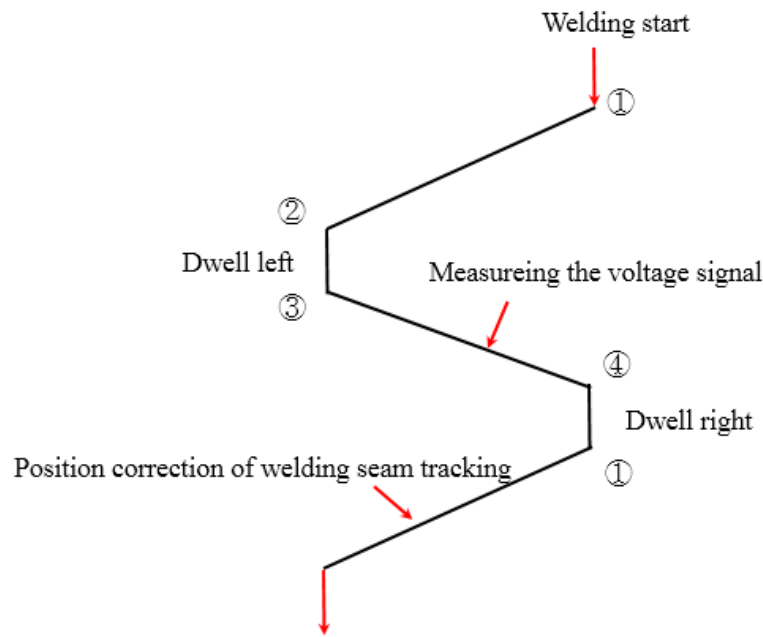 Welding start
①
②
Dwell left
Measureing the voltage signal
③
④
Dwell right
Position correction of welding seam tracking
①